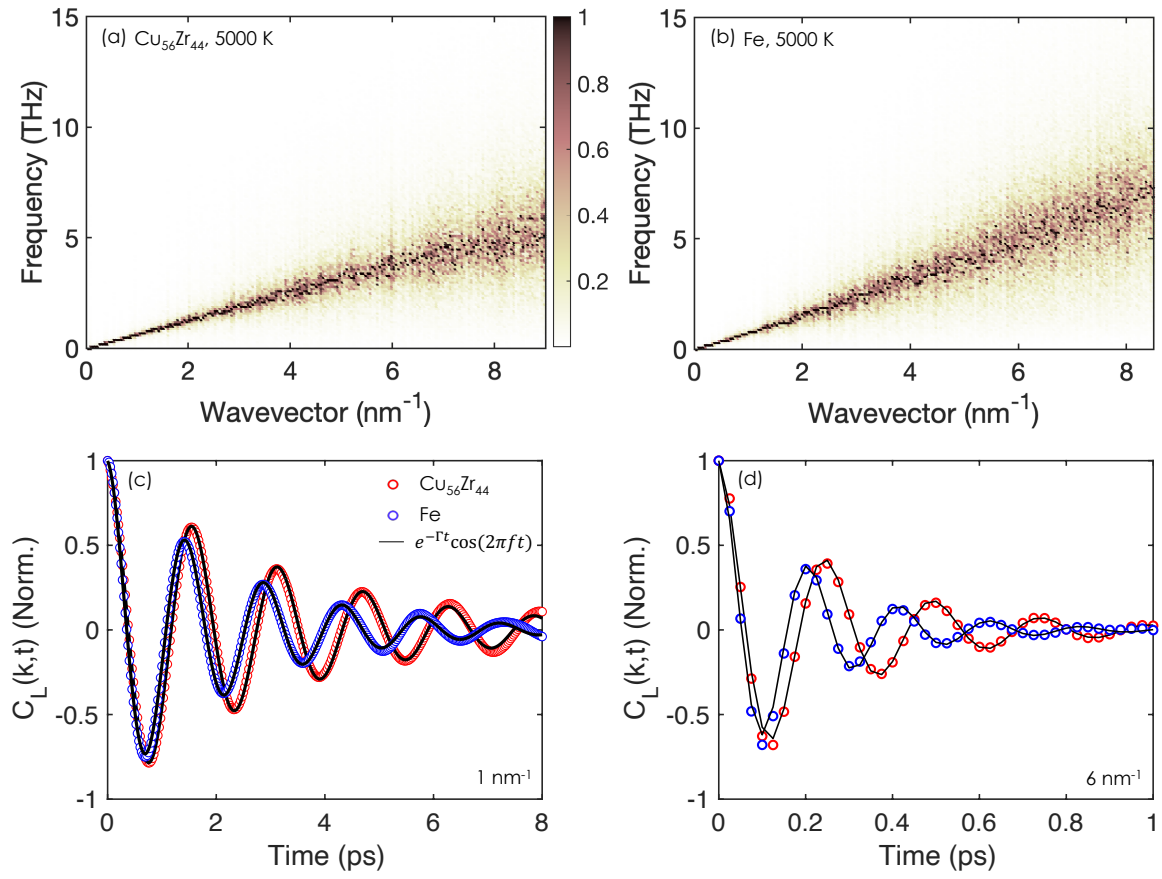 (a) Cu₅₆Zr₄₄, 5000 K
15
10
5
0
Frequency (THz)
0 2 4 6 8
Wavevector (nm⁻¹)
1
0.8
0.6
0.4
0.2
(b) Fe, 5000 K
15
10
5
0
Frequency (THz)
0 2 4 6 8
Wavevector (nm⁻¹)
(c)
Cu₅₆Zr₄₄
Fe
e^{-Γt}cos(2πft)
1
0.5
0
-0.5
-1
C_L(k,t) (Norm.)
1 nm⁻¹
0 2 4 6 8
Time (ps)
(d)
1
0.5
0
-0.5
-1
C_L(k,t) (Norm.)
6 nm⁻¹
0 0.2 0.4 0.6 0.8 1
Time (ps)